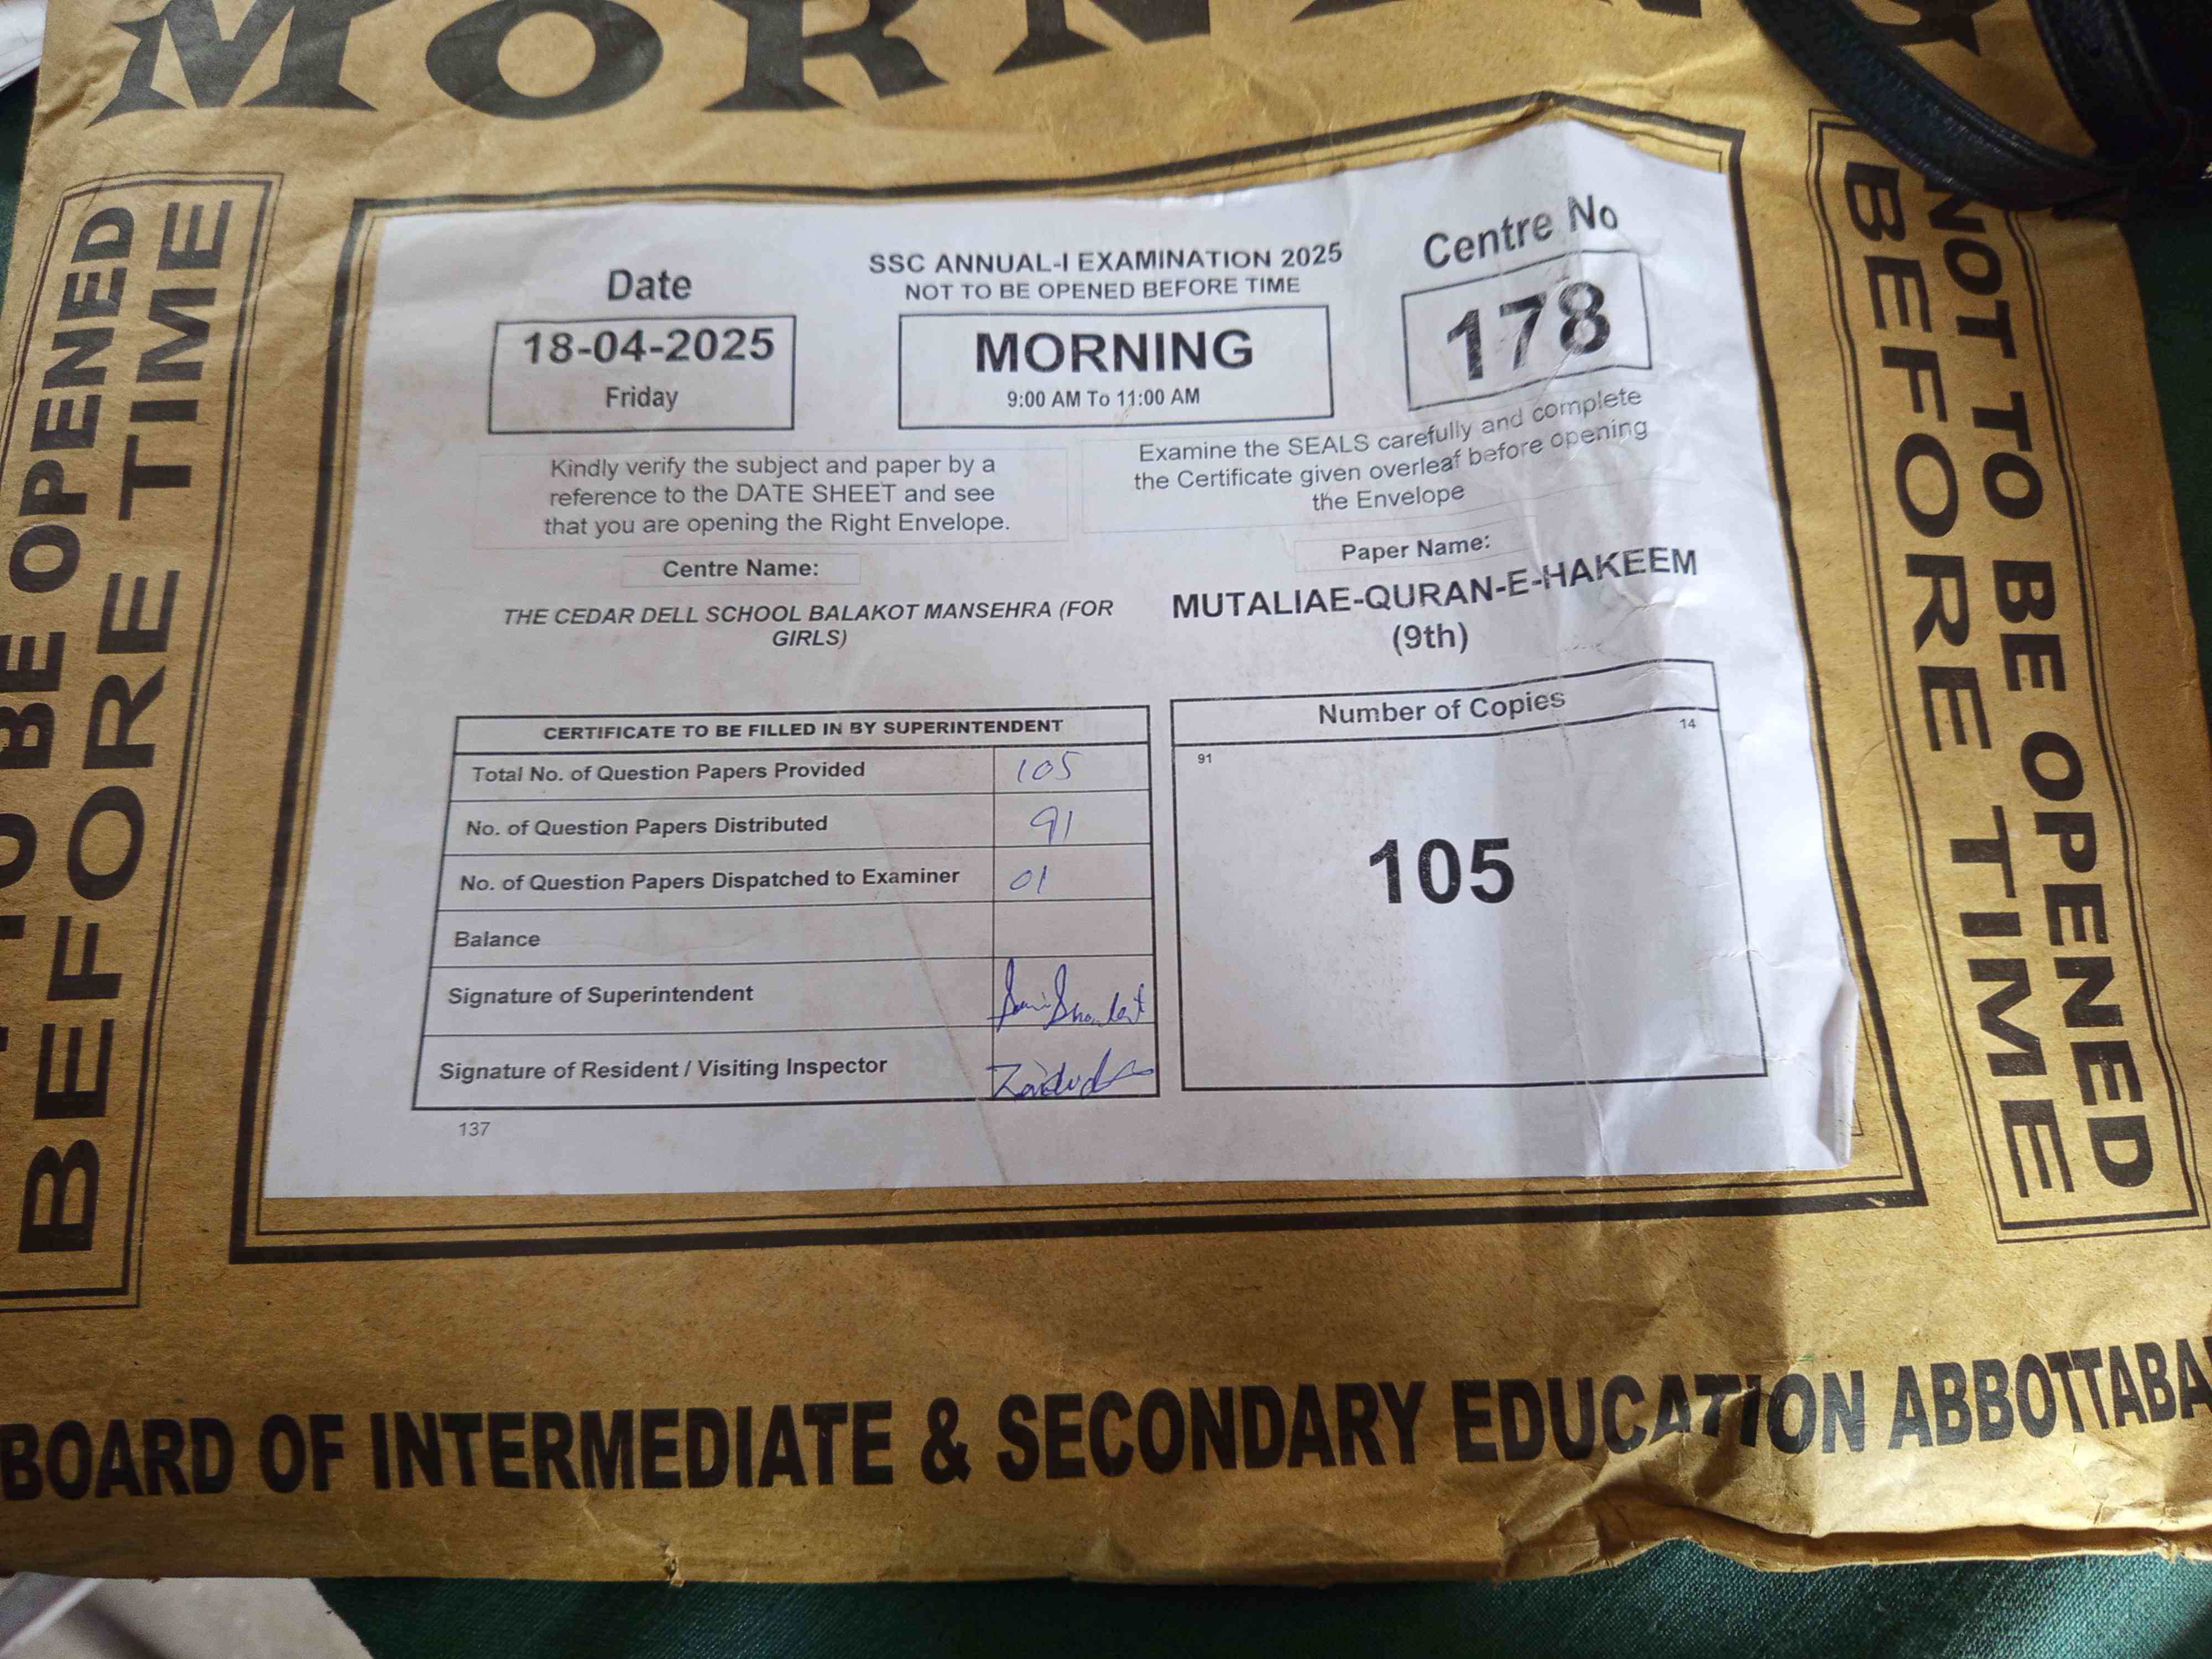 MORNING
NOT TO BE OPENED
BEFORE TIME
Date
18-04-2025
Friday
SSC ANNUAL-I EXAMINATION 2025
NOT TO BE OPENED BEFORE TIME
MORNING
9:00 AM To 11:00 AM
Centre No
178
Kindly verify the subject and paper by a
reference to the DATE SHEET and see
that you are opening the Right Envelope.
Examine the SEALS carefully and complete
the Certificate given overleaf before opening
the Envelope
Centre Name:
THE CEDAR DELL SCHOOL BALAKOT MANSEHRA (FOR
GIRLS)
Paper Name:
MUTALIAE-QURAN-E-HAKEEM
(9th)
CERTIFICATE TO BE FILLED IN BY SUPERINTENDENT
Total No. of Question Papers Provided 105
No. of Question Papers Distributed 91
No. of Question Papers Dispatched to Examiner 01
Balance
Signature of Superintendent
Signature of Resident / Visiting Inspector
137
Number of Copies
14
91
105
NOT TO BE OPENED
BEFORE TIME
BOARD OF INTERMEDIATE & SECONDARY EDUCATION ABBOTTABA